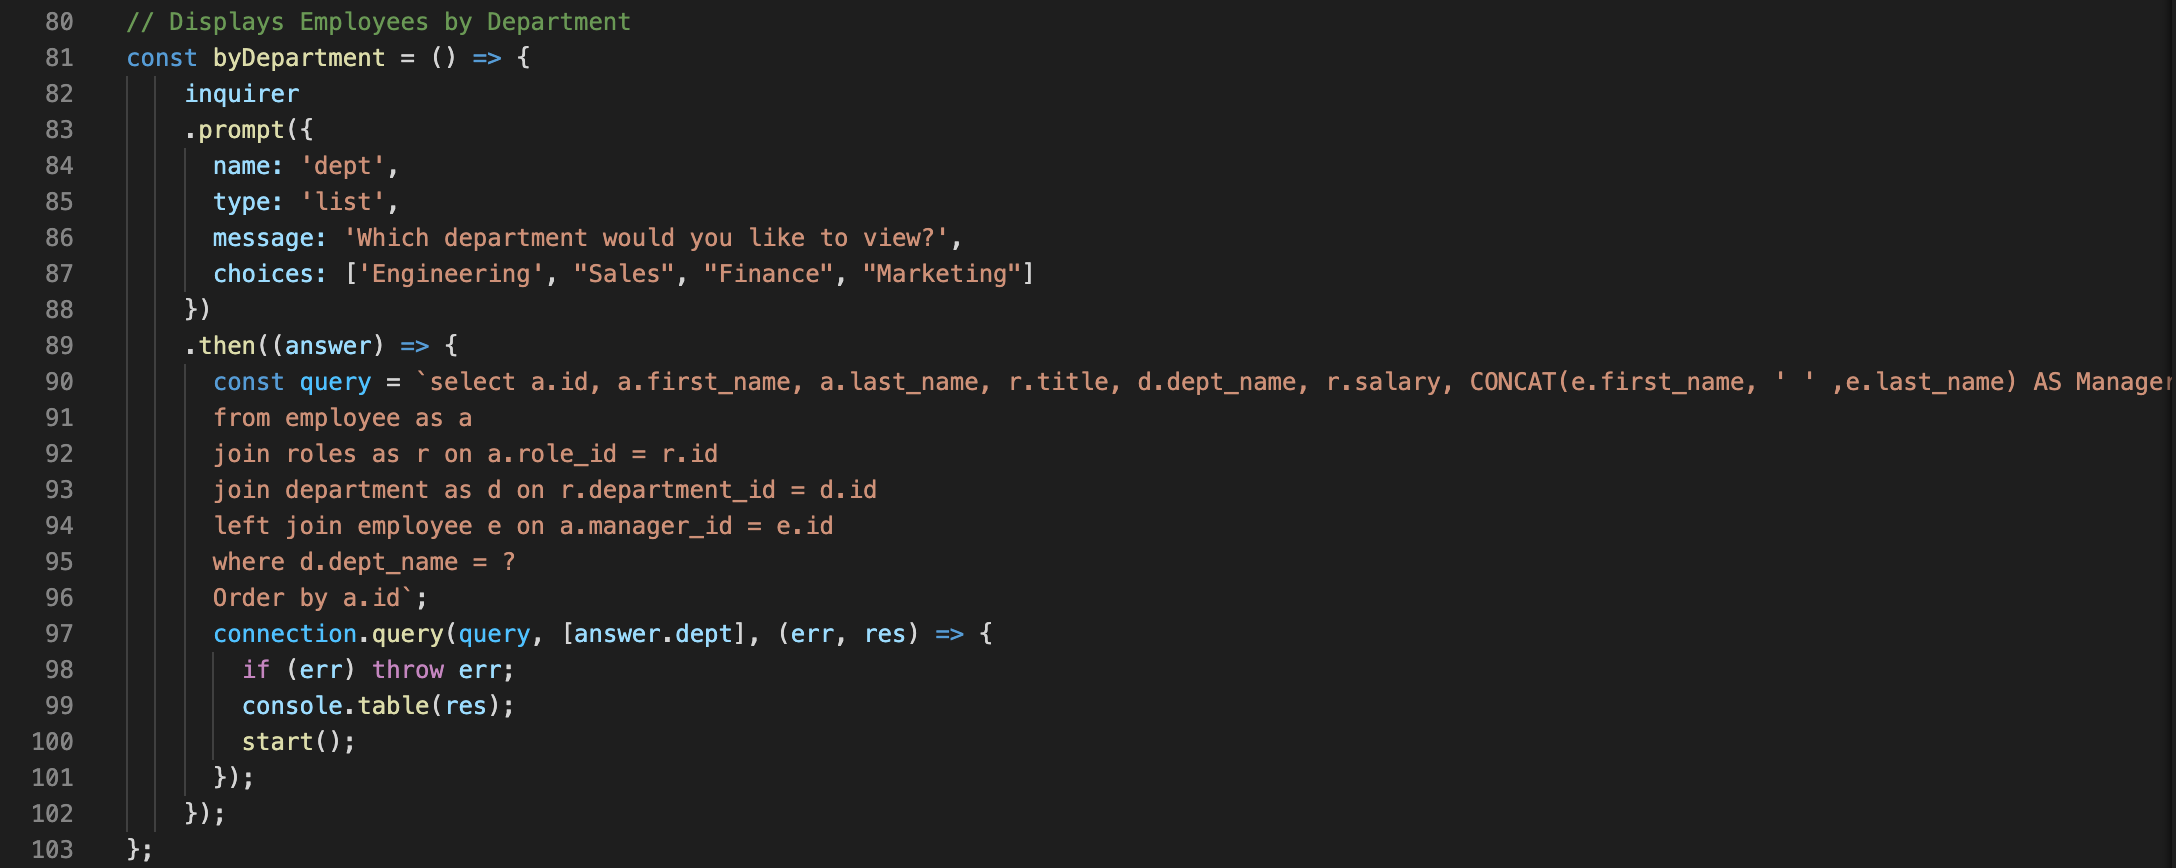 80 // Displays Employees by Department
81 const byDepartment = () => {
82 inquirer
83 .prompt({
84 name: 'dept',
85 type: 'list',
86 message: 'Which department would you like to view?',
87 choices: ['Engineering', "Sales", "Finance", "Marketing"]
88 })
89 .then((answer) => {
90 const query = `select a.id, a.first_name, a.last_name, r.title, d.dept_name, r.salary, CONCAT(e.first_name, ' ' ,e.last_name) AS Manager
91 from employee as a
92 join roles as r on a.role_id = r.id
93 join department as d on r.department_id = d.id
94 left join employee e on a.manager_id = e.id
95 where d.dept_name = ?
96 Order by a.id`;
97 connection.query(query, [answer.dept], (err, res) => {
98 if (err) throw err;
99 console.table(res);
100 start();
101 });
102 });
103 };